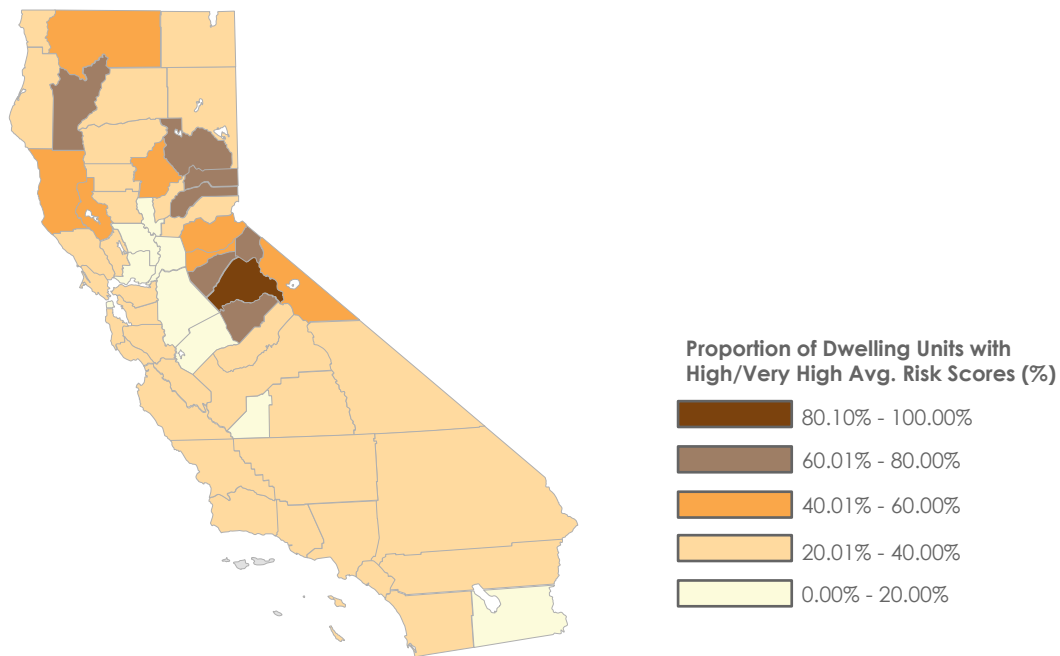 Proportion of Dwelling Units with
High/Very High Avg. Risk Scores (%)
80.10% - 100.00%
60.01% - 80.00%
40.01% - 60.00%
20.01% - 40.00%
0.00% - 20.00%